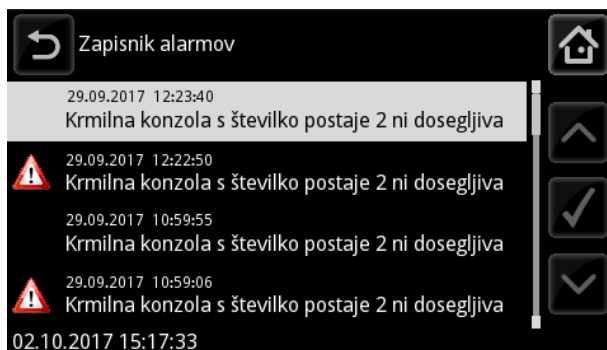 Zapisnik alarmov
29.09.2017 12:23:40
Krmilna konzola s številko postaje 2 ni dosegljiva
29.09.2017 12:22:50
Krmilna konzola s številko postaje 2 ni dosegljiva
29.09.2017 10:59:55
Krmilna konzola s številko postaje 2 ni dosegljiva
29.09.2017 10:59:06
Krmilna konzola s številko postaje 2 ni dosegljiva
02.10.2017 15:17:33